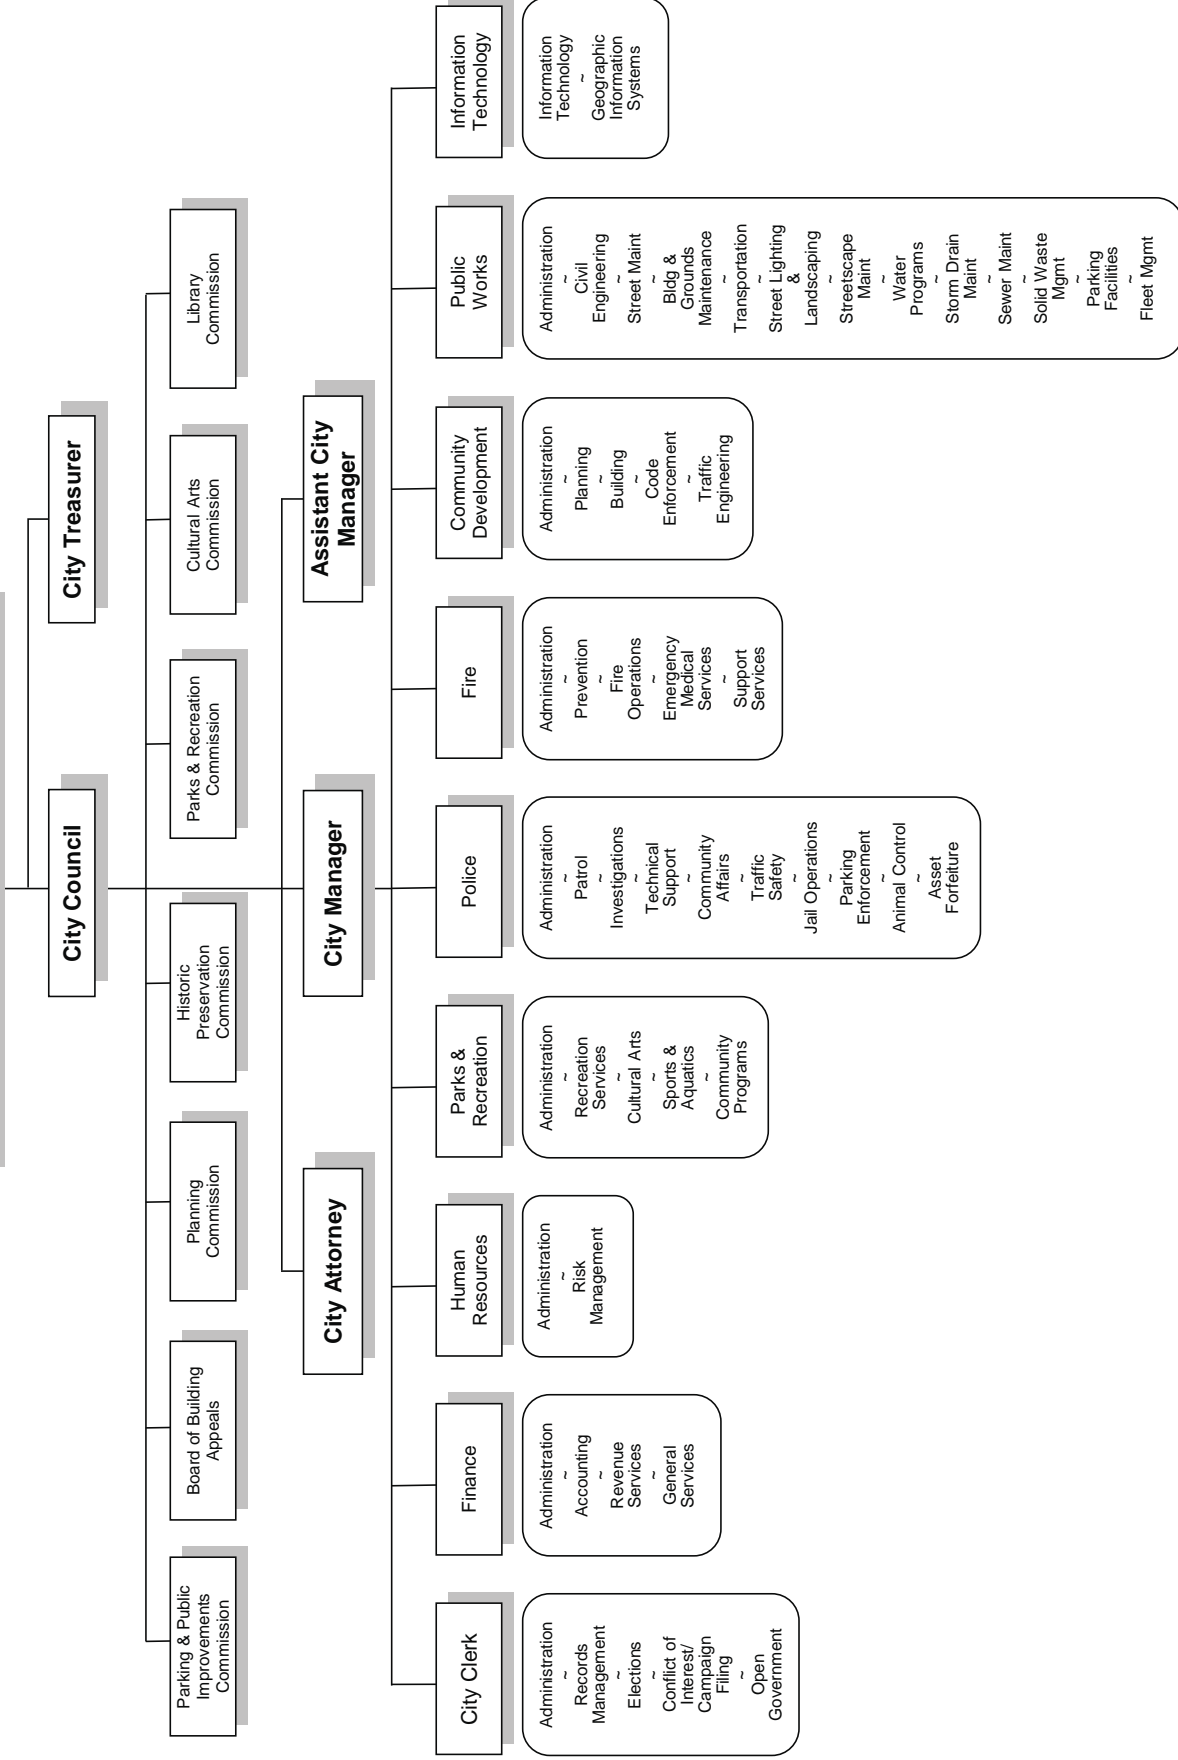 City Council
City Treasurer
Parking & Public
Improvements
Commission
Board of Building
Appeals
Planning
Commission
Historic
Preservation
Commission
Parks & Recreation
Commission
Cultural Arts
Commission
Library
Commission
City Attorney
City Manager
Assistant City
Manager
City Clerk
Administration
~
Records
Management
~
Elections
~
Conflict of
Interest/
Campaign
Filing
~
Open
Government
Finance
Administration
~
Accounting
~
Revenue
Services
~
General
Services
Human
Resources
Administration
~
Risk
Management
Parks &
Recreation
Administration
~
Recreation
Services
~
Cultural Arts
~
Sports &
Aquatics
~
Community
Programs
Police
Administration
~
Patrol
~
Investigations
~
Technical
Support
~
Community
Affairs
~
Traffic
Safety
~
Jail Operations
~
Parking
Enforcement
~
Animal Control
~
Asset
Forfeiture
Fire
Administration
~
Prevention
~
Fire
Operations
~
Emergency
Medical
Services
~
Support
Services
Community
Development
Administration
~
Planning
~
Building
~
Code
Enforcement
~
Traffic
Engineering
Public
Works
Administration
~
Civil
Engineering
~
Street Maint
~
Bldg &
Grounds
Maintenance
~
Transportation
~
Street Lighting
&
Landscaping
~
Streetscape
Maint
~
Water
Programs
~
Storm Drain
Maint
~
Sewer Maint
~
Solid Waste
Mgmt
~
Parking
Facilities
~
Fleet Mgmt
Information
Technology
Information
Technology
~
Geographic
Information
Systems